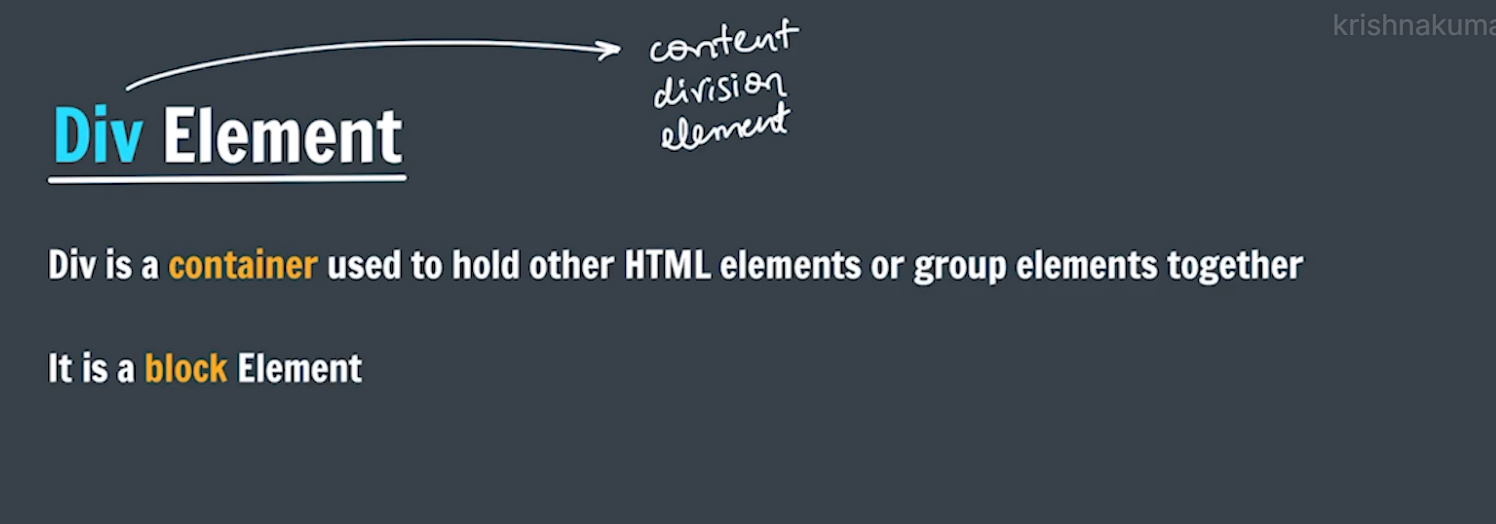 krishnakuma
content
division
element
Div Element
Div is a container used to hold other HTML elements or group elements together
It is a block Element